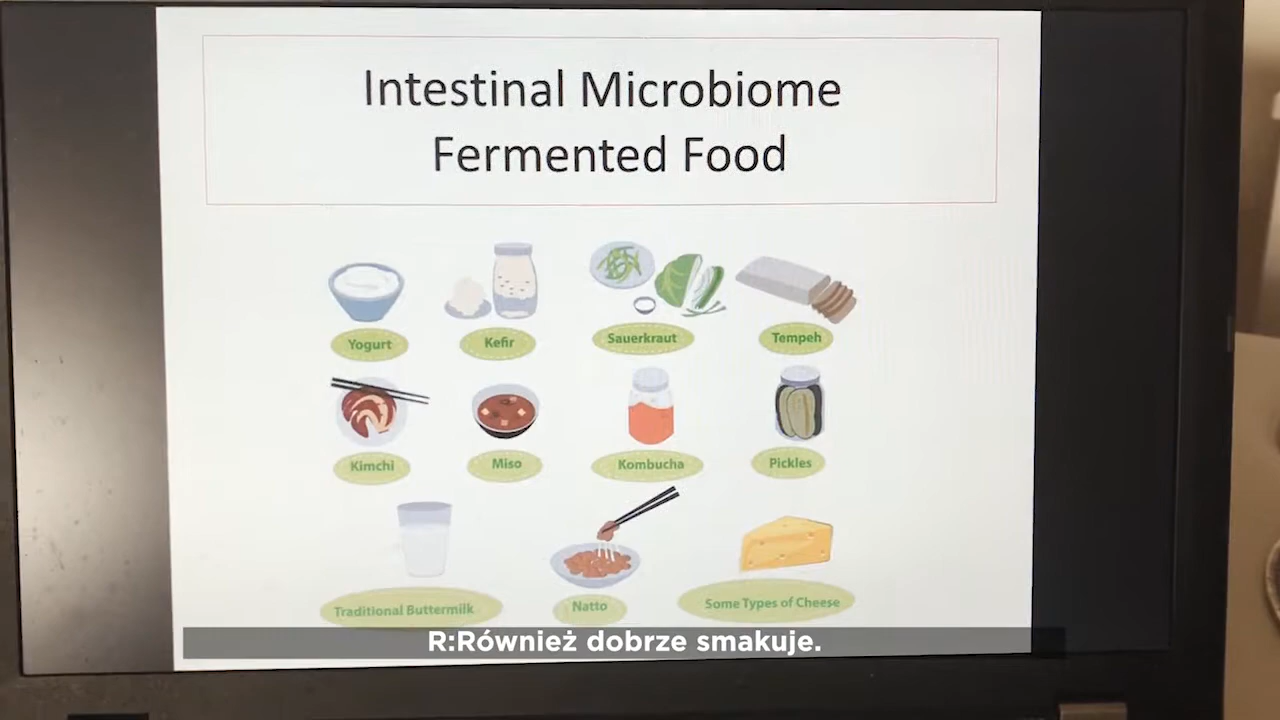 Intestinal Microbiome
Fermented Food
Yogurt
Kefir
Sauerkraut
Tempeh
Kimchi
Miso
Kombucha
Pickles
Traditional Buttermilk
Natto
Some Types of Cheese
R:Również dobrze smakuje.